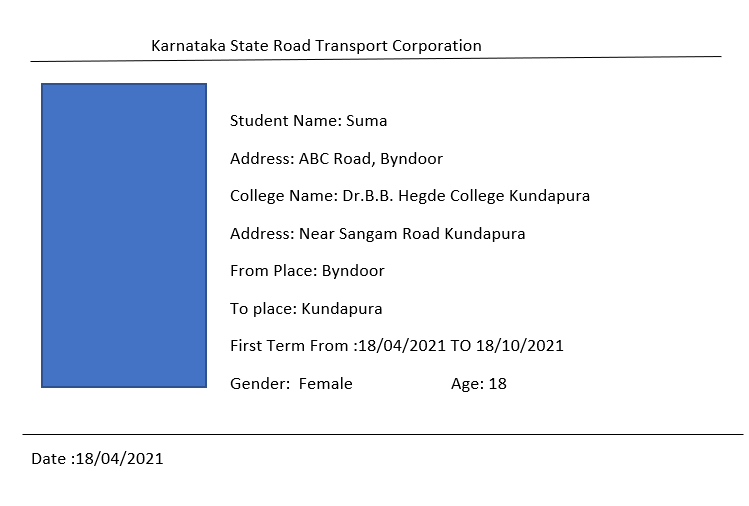 Karnataka State Road Transport Corporation
Student Name: Suma
Address: ABC Road, Byndoor
College Name: Dr.B.B. Hegde College Kundapura
Address: Near Sangam Road Kundapura
From Place: Byndoor
To place: Kundapura
First Term From :18/04/2021 TO 18/10/2021
Gender:  Female    Age: 18
Date :18/04/2021